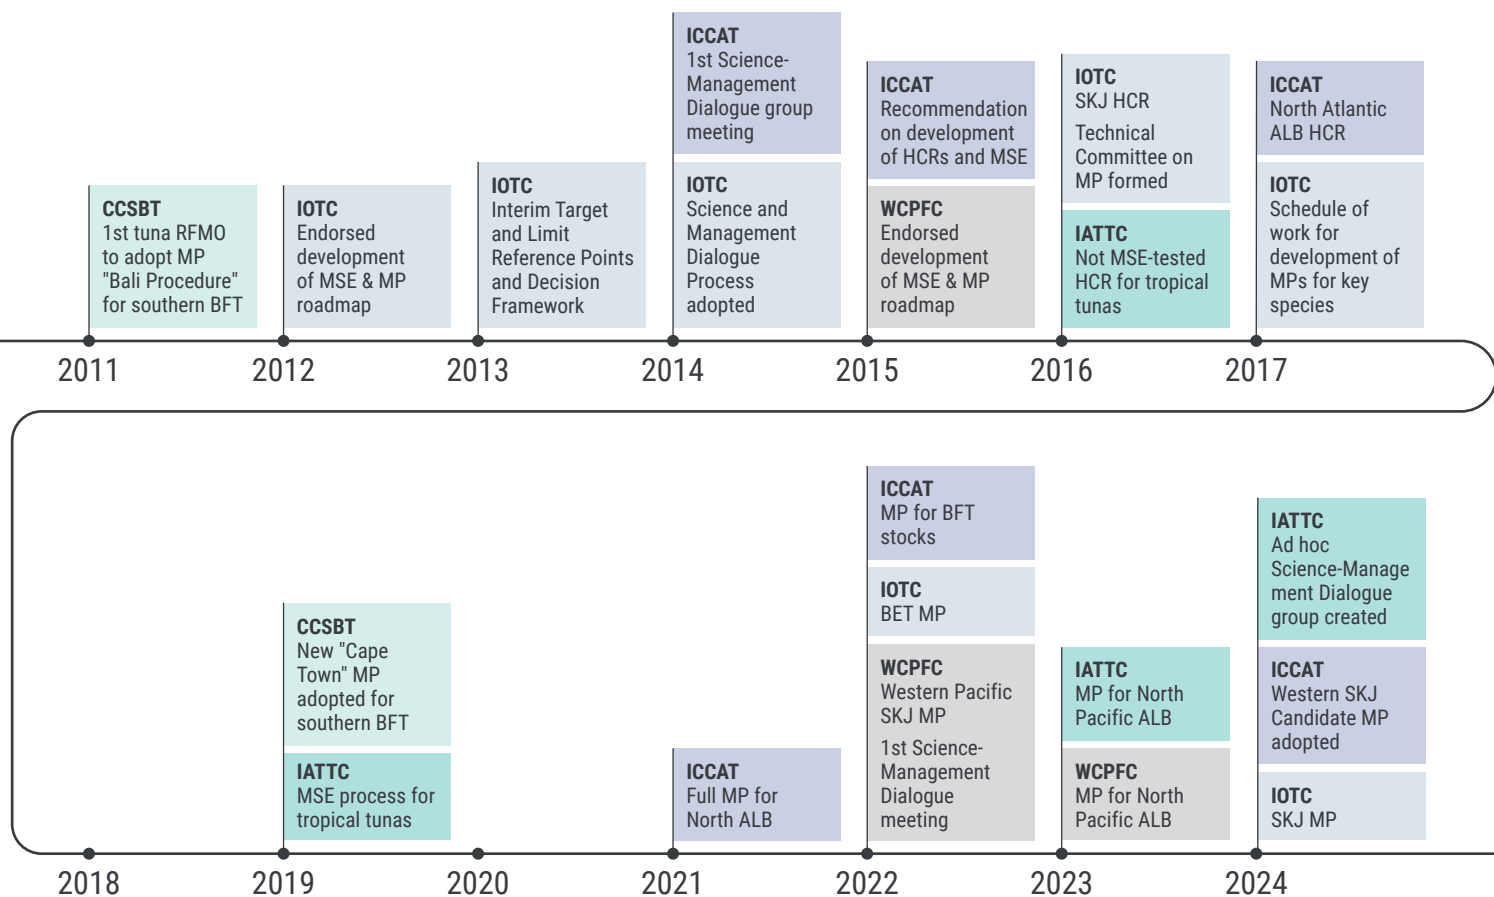 CCSBT
1st tuna RFMO
to adopt MP
"Bali Procedure"
for southern BFT
IOTC
Endorsed
development
of MSE & MP
roadmap
IOTC
Interim Target
and Limit
Reference Points
and Decision
Framework
ICCAT
1st Science-
Management
Dialogue group
meeting
IOTC
Science and
Management
Dialogue
Process
adopted
ICCAT
Recommendation
on development
of HCRs and MSE
WCPFC
Endorsed
development
of MSE & MP
roadmap
IOTC
SKJ HCR
Technical
Committee on
MP formed
IATTC
Not MSE-tested
HCR for tropical
tunas
ICCAT
North Atlantic
ALB HCR
IOTC
Schedule of
work for
development of
MPs for key
species
2011
2012
2013
2014
2015
2016
2017
CCSBT
New "Cape
Town" MP
adopted for
southern BFT
IATTC
MSE process for
tropical tunas
ICCAT
Full MP for
North ALB
ICCAT
MP for BFT
stocks
IOTC
BET MP
WCPFC
Western Pacific
SKJ MP
1st Science-
Management
Dialogue
meeting
IATTC
MP for North
Pacific ALB
WCPFC
MP for North
Pacific ALB
IATTC
Ad hoc
Science-Manage
ment Dialogue
group created
ICCAT
Western SKJ
Candidate MP
adopted
IOTC
SKJ MP
2018
2019
2020
2021
2022
2023
2024